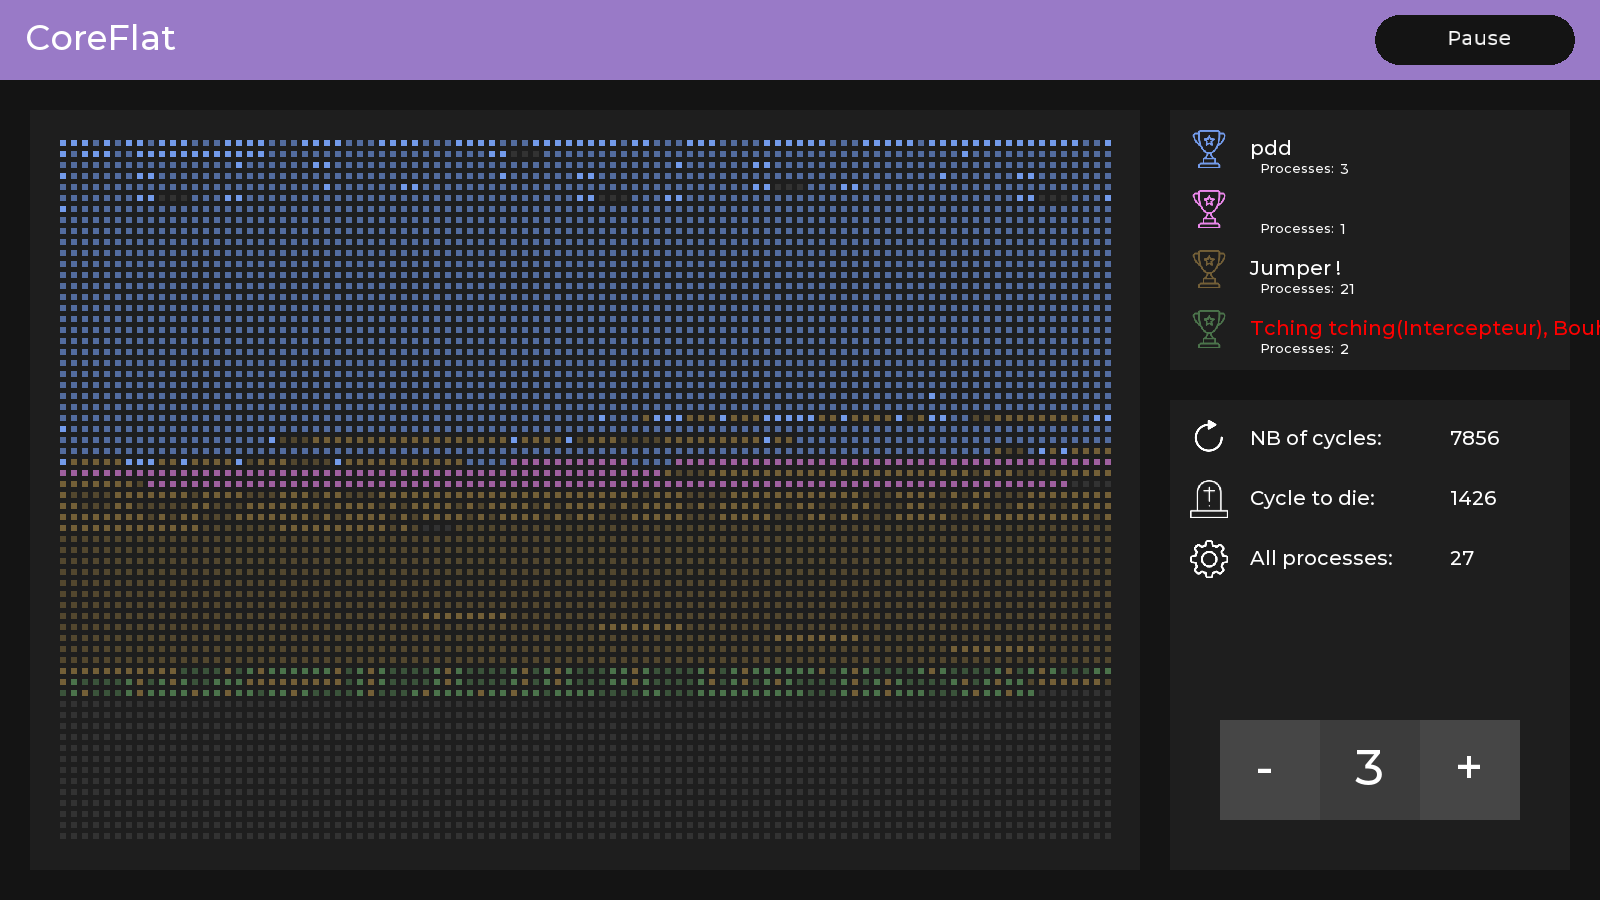 CoreFlat
Pause
pdd
Processes: 3
Processes: 1
Jumper !
Processes: 21
Tching tching(Intercepteur), Bou
Processes: 2
NB of cycles: 7856
Cycle to die: 1426
All processes: 27
- 3 +